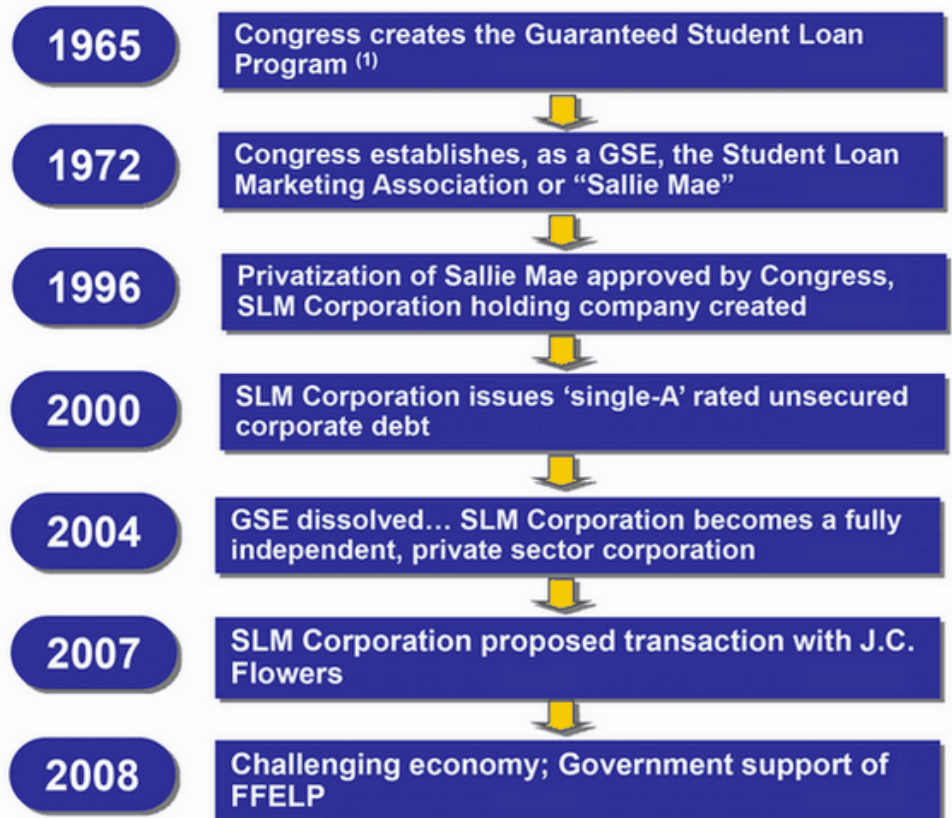 1965
Congress creates the Guaranteed Student Loan
Program (1)
1972
Congress establishes, as a GSE, the Student Loan
Marketing Association or “Sallie Mae”
1996
Privatization of Sallie Mae approved by Congress,
SLM Corporation holding company created
2000
SLM Corporation issues ‘single-A’ rated unsecured
corporate debt
2004
GSE dissolved… SLM Corporation becomes a fully
independent, private sector corporation
2007
SLM Corporation proposed transaction with J.C.
Flowers
2008
Challenging economy; Government support of
FFELP